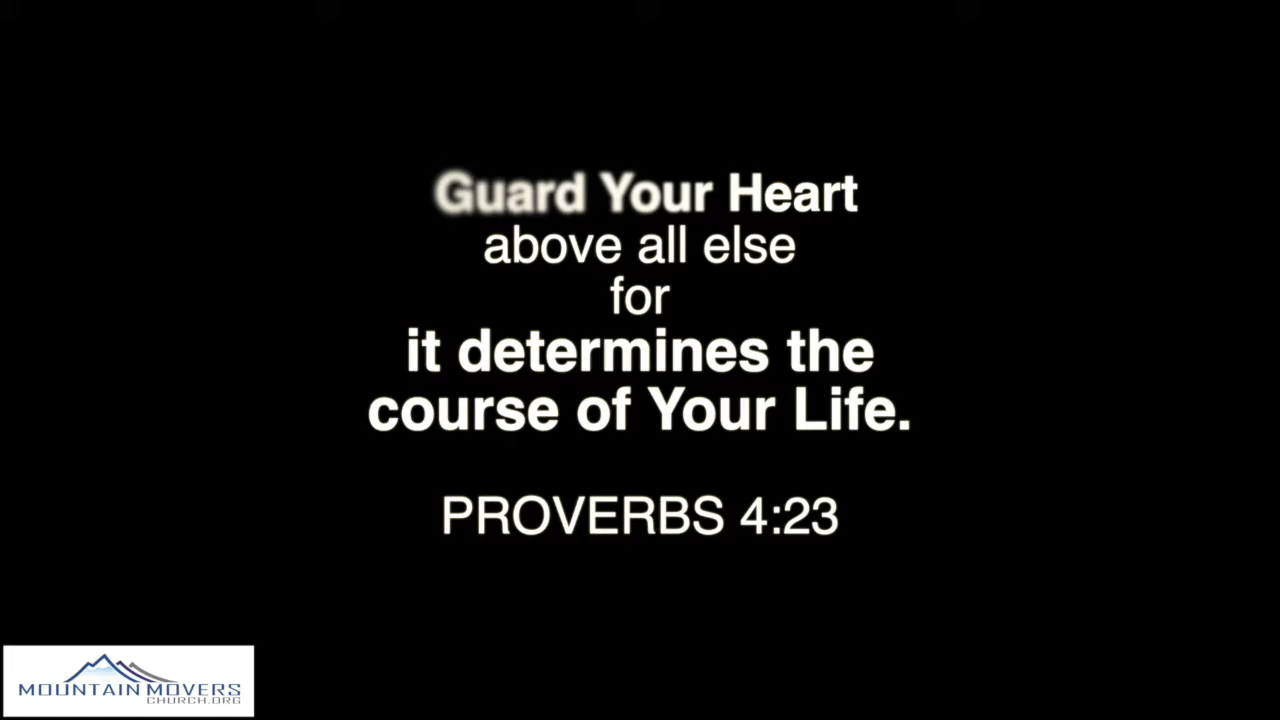 Guard Your Heart
above all else
for
it determines the
course of Your Life.
PROVERBS 4:23
MOUNTAIN MOVERS
CHURCH.ORG